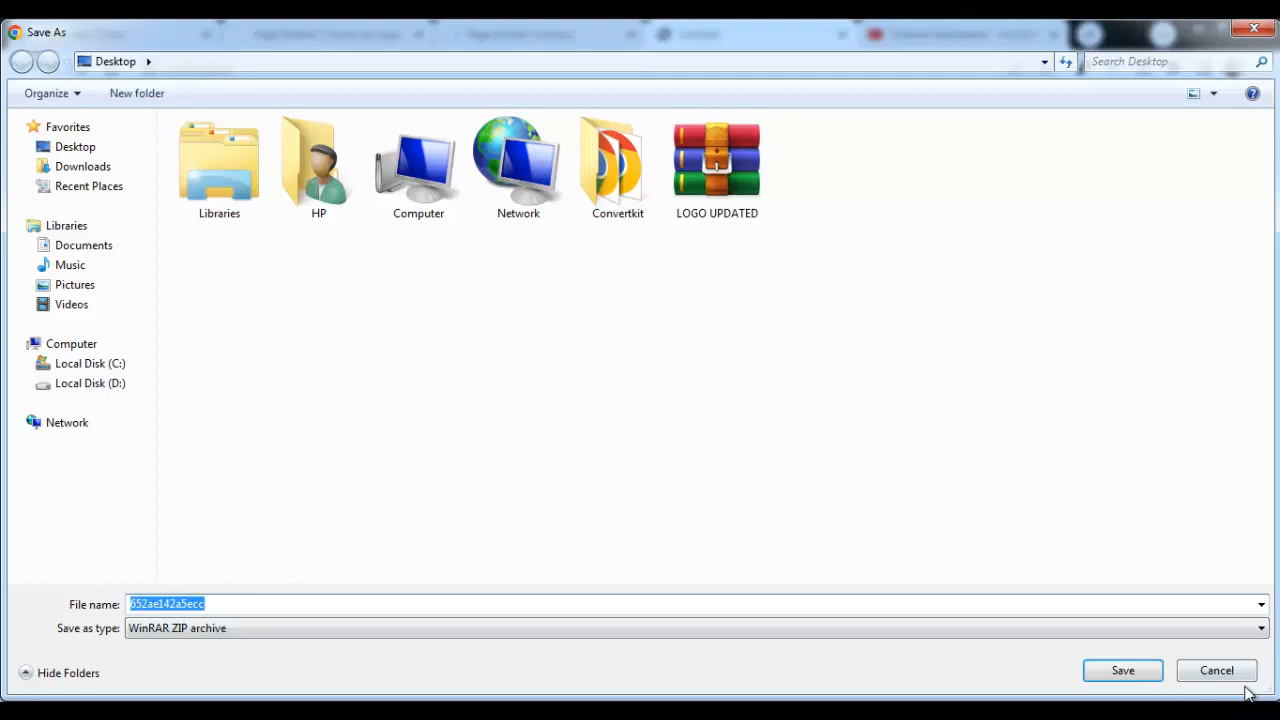 Save As
Desktop
Search Desktop
Organize
New folder
Favorites
Desktop
Downloads
Recent Places
Libraries
Documents
Music
Pictures
Videos
Computer
Local Disk (C:)
Local Disk (D:)
Network
Libraries
HP
Computer
Network
Convertkit
LOGO UPDATED
File name: 652ae142a5ecc
Save as type: WinRAR ZIP archive
Hide Folders
Save
Cancel